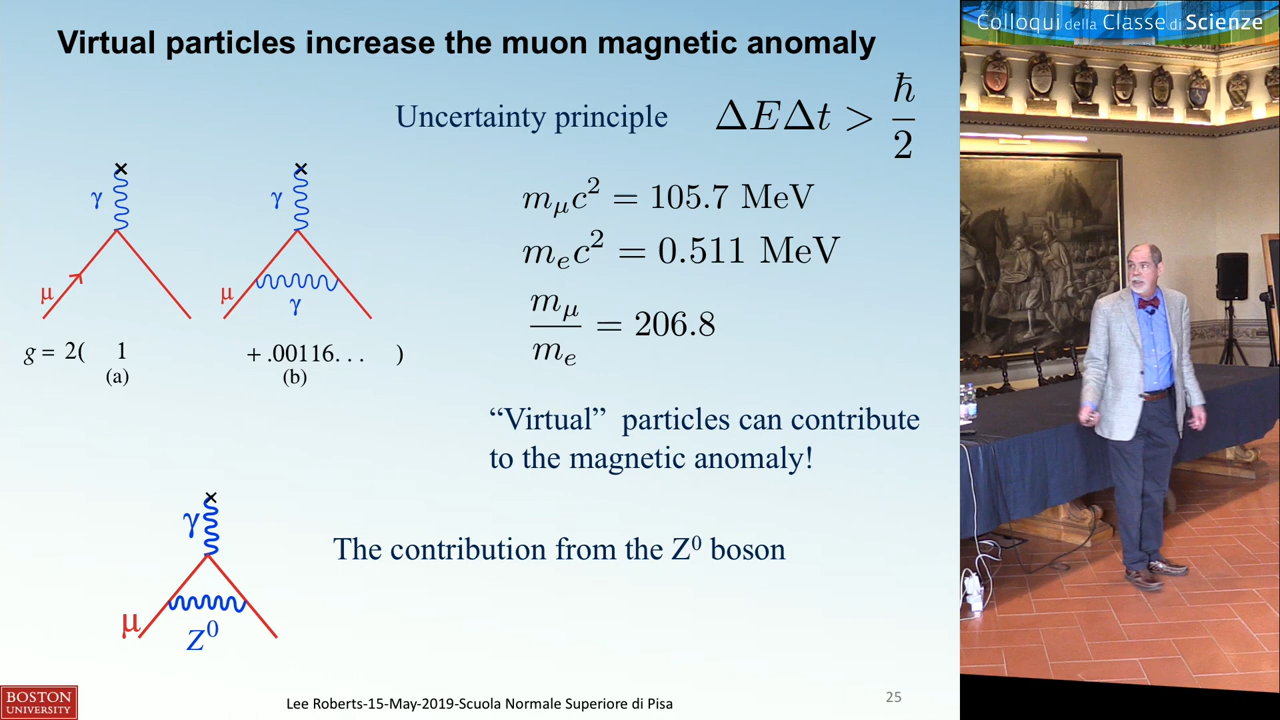 Virtual particles increase the muon magnetic anomaly
Colloqui della Classe di Scienze
Uncertainty principle ΔEΔt > ħ/2
γ
γ
m_μc² = 105.7 MeV
m_ec² = 0.511 MeV
μ
μ
γ
m_μ/m_e = 206.8
g = 2( 1 + .00116... )
(a) (b)
“Virtual” particles can contribute
to the magnetic anomaly!
γ
The contribution from the Z⁰ boson
μ
Z⁰
BOSTON
UNIVERSITY
Lee Roberts-15-May-2019-Scuola Normale Superiore di Pisa
25